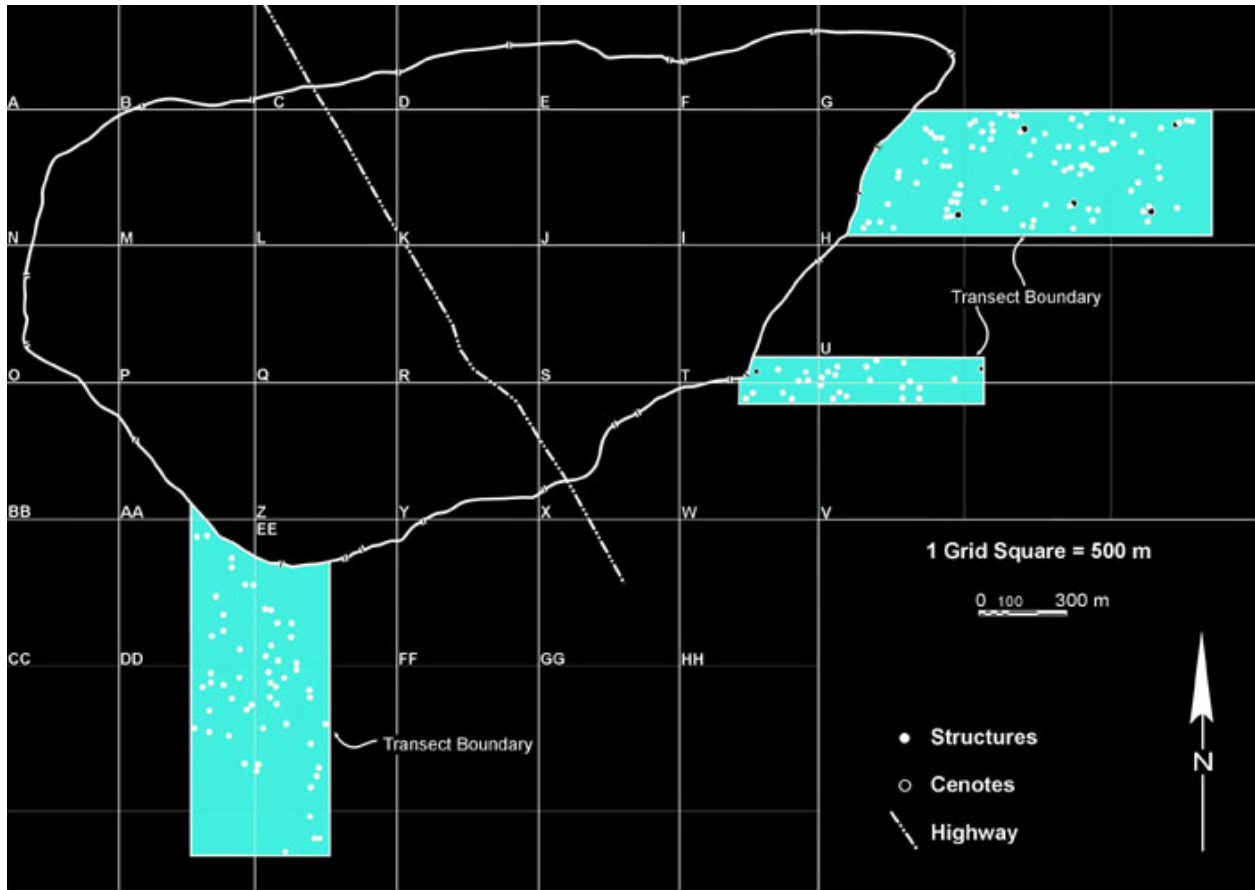 A B C D E F G
N M L K J I H
Transect Boundary
U
O P Q R S T
BB AA Z Y X W V
EE
1 Grid Square = 500 m
0 100 300 m
CC DD FF GG HH
Structures
Transect Boundary
Cenotes
N
Highway